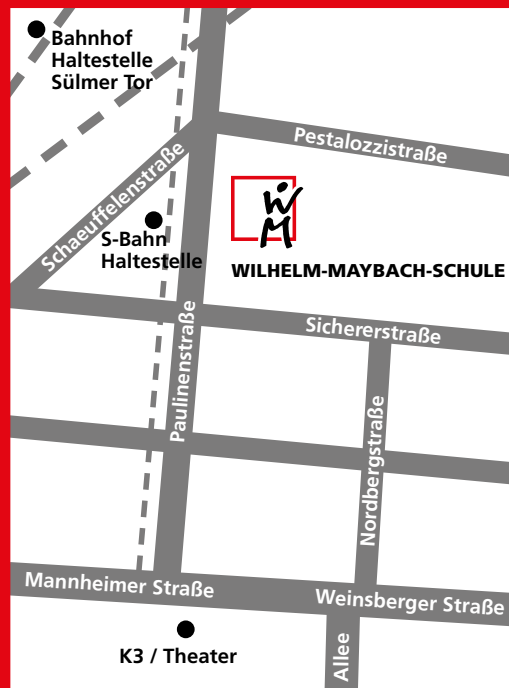 Bahnhof
Haltestelle
Sülmer Tor
Pestalozzistraße
Schaeuffelenstraße
WM
S-Bahn
Haltestelle
WILHELM-MAYBACH-SCHULE
Sichererstraße
Paulinenstraße
Nordbergstraße
Mannheimer Straße
Weinsberger Straße
K3 / Theater
Allee